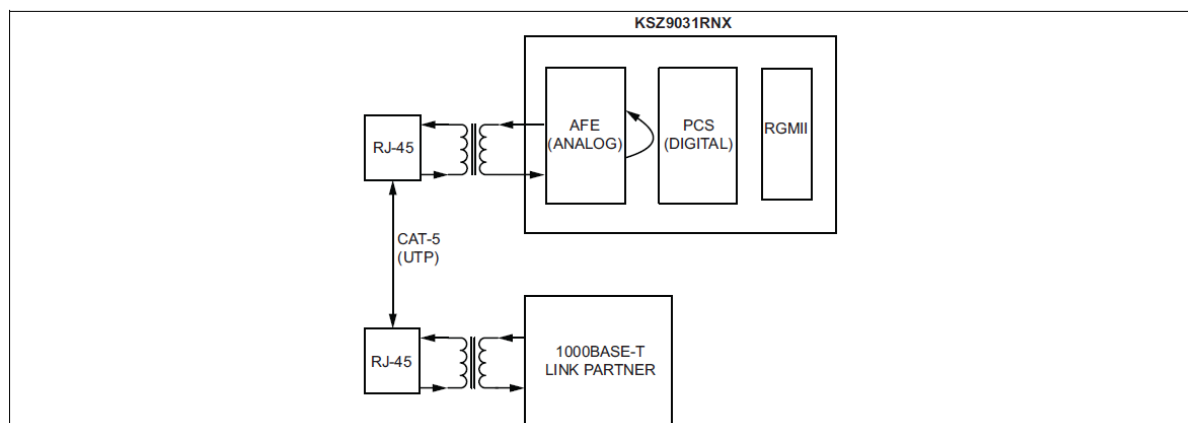 KSZ9031RNX
AFE
(ANALOG)
PCS
(DIGITAL)
RGMII
RJ-45
CAT-5
(UTP)
RJ-45
1000BASE-T
LINK PARTNER